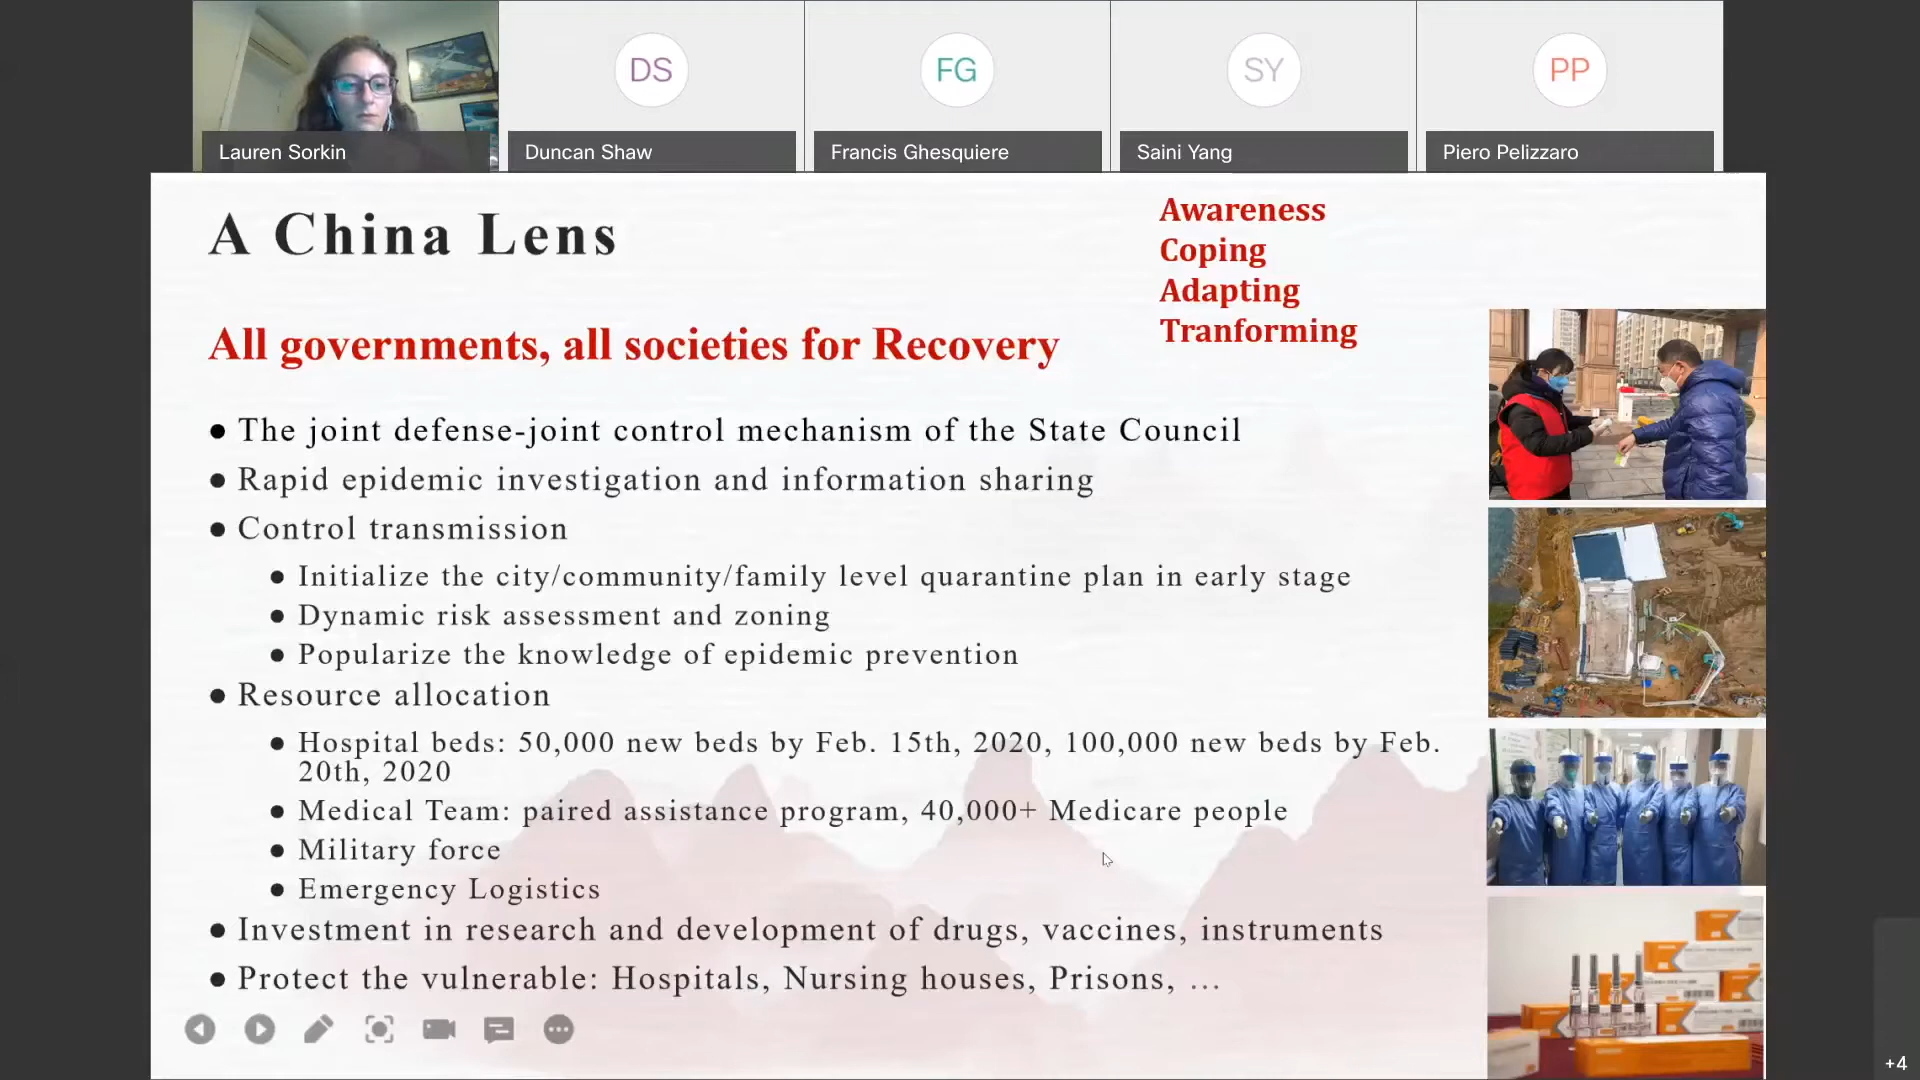 DS
FG
SY
PP
Lauren Sorkin
Duncan Shaw
Francis Ghesquiere
Saini Yang
Piero Pelizzaro
A China Lens
Awareness
Coping
Adapting
Tranforming
All governments, all societies for Recovery
● The joint defense-joint control mechanism of the State Council
● Rapid epidemic investigation and information sharing
● Control transmission
● Initialize the city/community/family level quarantine plan in early stage
● Dynamic risk assessment and zoning
● Popularize the knowledge of epidemic prevention
● Resource allocation
● Hospital beds: 50,000 new beds by Feb. 15th, 2020, 100,000 new beds by Feb.
20th, 2020
● Medical Team: paired assistance program, 40,000+ Medicare people
● Military force
● Emergency Logistics
● Investment in research and development of drugs, vaccines, instruments
● Protect the vulnerable: Hospitals, Nursing houses, Prisons, …
+4